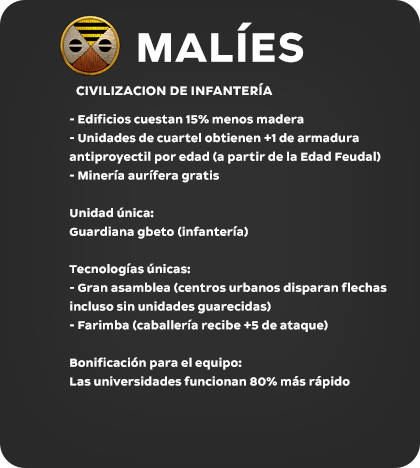 MALÍES
CIVILIZACION DE INFANTERÍA
- Edificios cuestan 15% menos madera
- Unidades de cuartel obtienen +1 de armadura
antiproyectil por edad (a partir de la Edad Feudal)
- Minería aurífera gratis
Unidad única:
Guardiana gbeto (infantería)
Tecnologías únicas:
- Gran asamblea (centros urbanos disparan flechas
incluso sin unidades guarecidas)
- Farimba (caballería recibe +5 de ataque)
Bonificación para el equipo:
Las universidades funcionan 80% más rápido